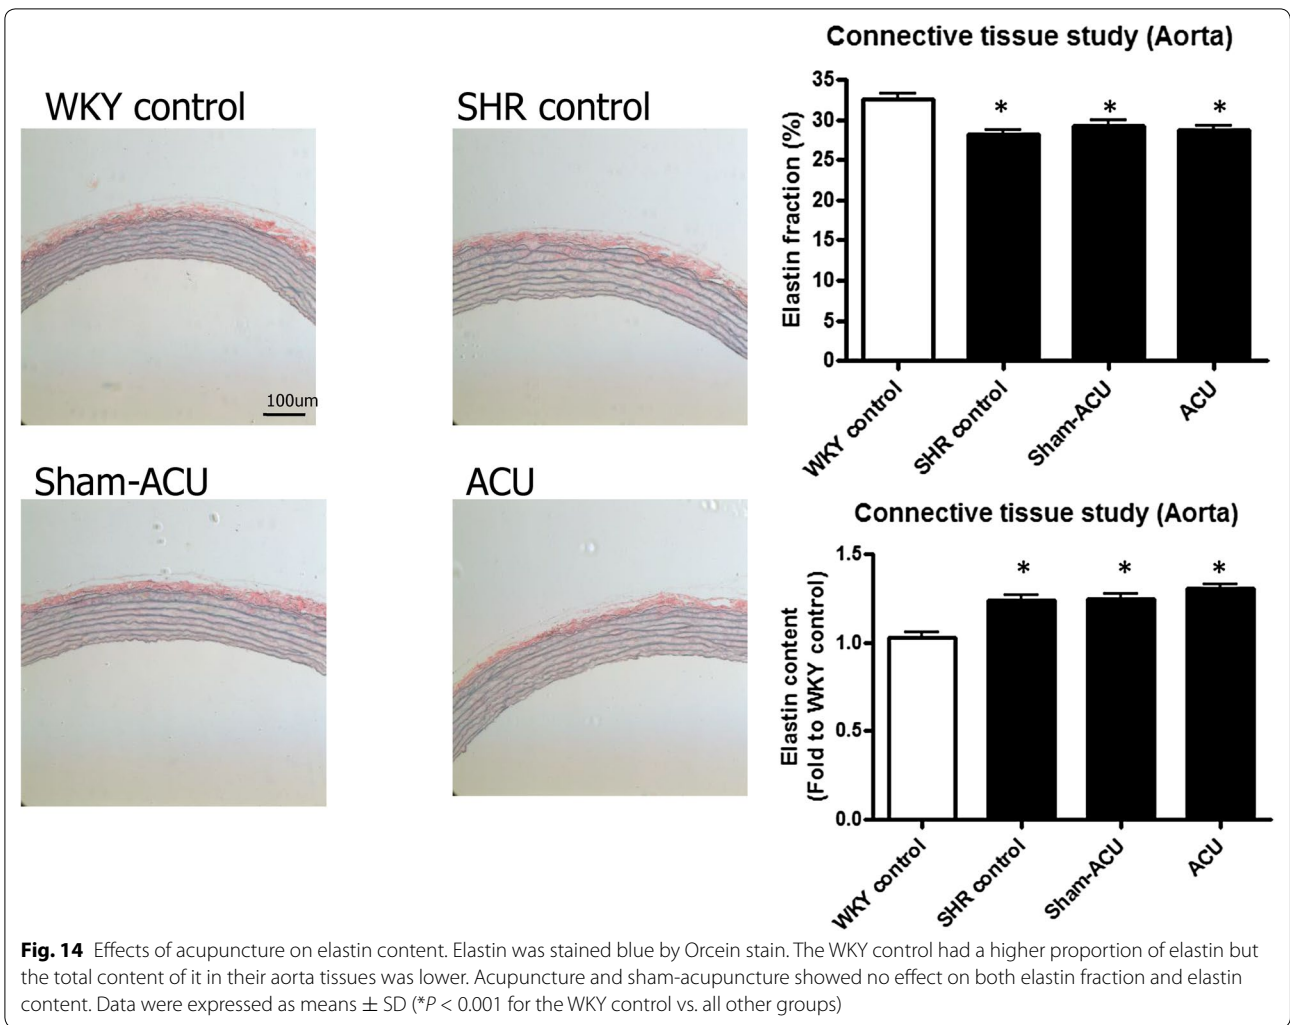 WKY control
SHR control
100um
Sham-ACU
ACU
Connective tissue study (Aorta)
Elastin fraction (%)
35
30
25
20
15
10
5
0
*
*
*
WKY control
SHR control
Sham-ACU
ACU
Connective tissue study (Aorta)
Elastin content
(Fold to WKY control)
1.5
1.0
0.5
0.0
*
*
*
WKY control
SHR control
Sham-ACU
ACU
Fig. 14 Effects of acupuncture on elastin content. Elastin was stained blue by Orcein stain. The WKY control had a higher proportion of elastin but
the total content of it in their aorta tissues was lower. Acupuncture and sham-acupuncture showed no effect on both elastin fraction and elastin
content. Data were expressed as means ± SD (*P < 0.001 for the WKY control vs. all other groups)